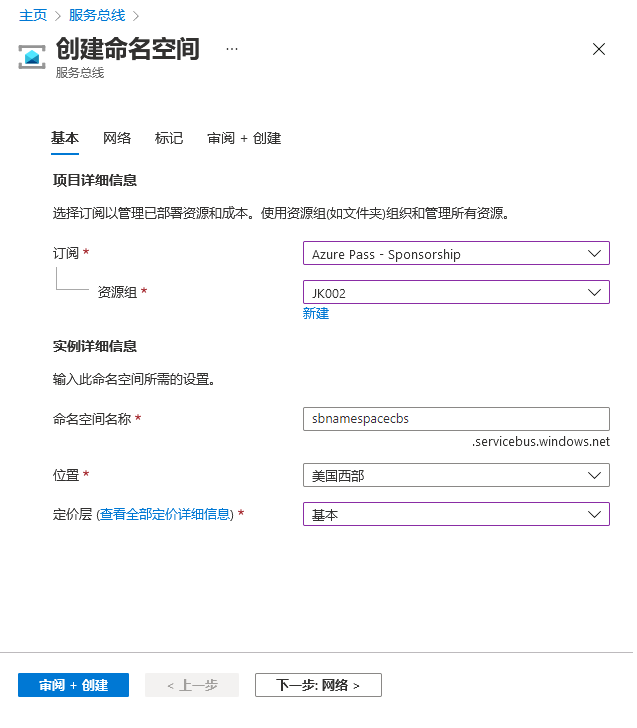 主页 > 服务总线 >
创建命名空间 ...
服务总线
基本 网络 标记 审阅 + 创建
项目详细信息
选择订阅以管理已部署资源和成本。使用资源组(如文件夹)组织和管理所有资源。
订阅 * Azure Pass - Sponsorship
资源组 * JK002
新建
实例详细信息
输入此命名空间所需的设置。
命名空间名称 * sbnamespacecbs
.servicebus.windows.net
位置 * 美国西部
定价层 (查看全部定价详细信息) * 基本
审阅 + 创建 < 上一步 下一步: 网络 >